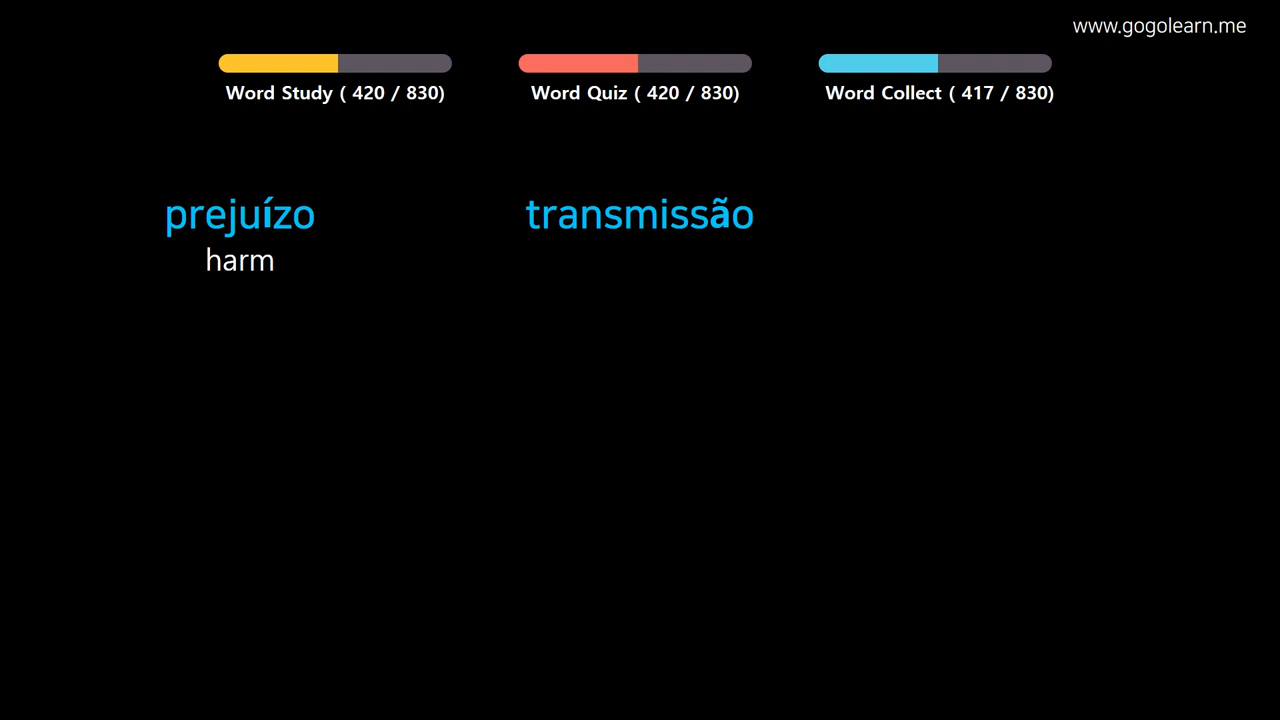 www.gogolearn.me
Word Study ( 420 / 830)
Word Quiz ( 420 / 830)
Word Collect ( 417 / 830)
prejuízo
harm
transmissão